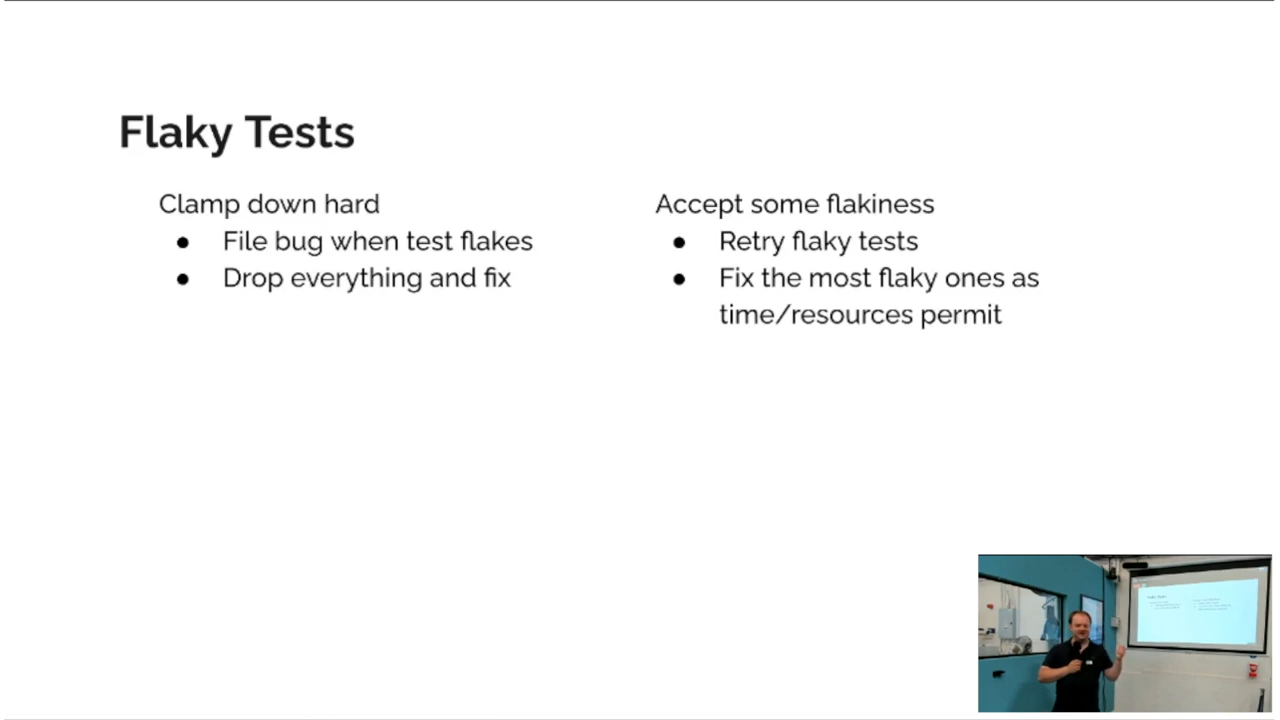 Flaky Tests
Clamp down hard
● File bug when test flakes
● Drop everything and fix
Accept some flakiness
● Retry flaky tests
● Fix the most flaky ones as
time/resources permit